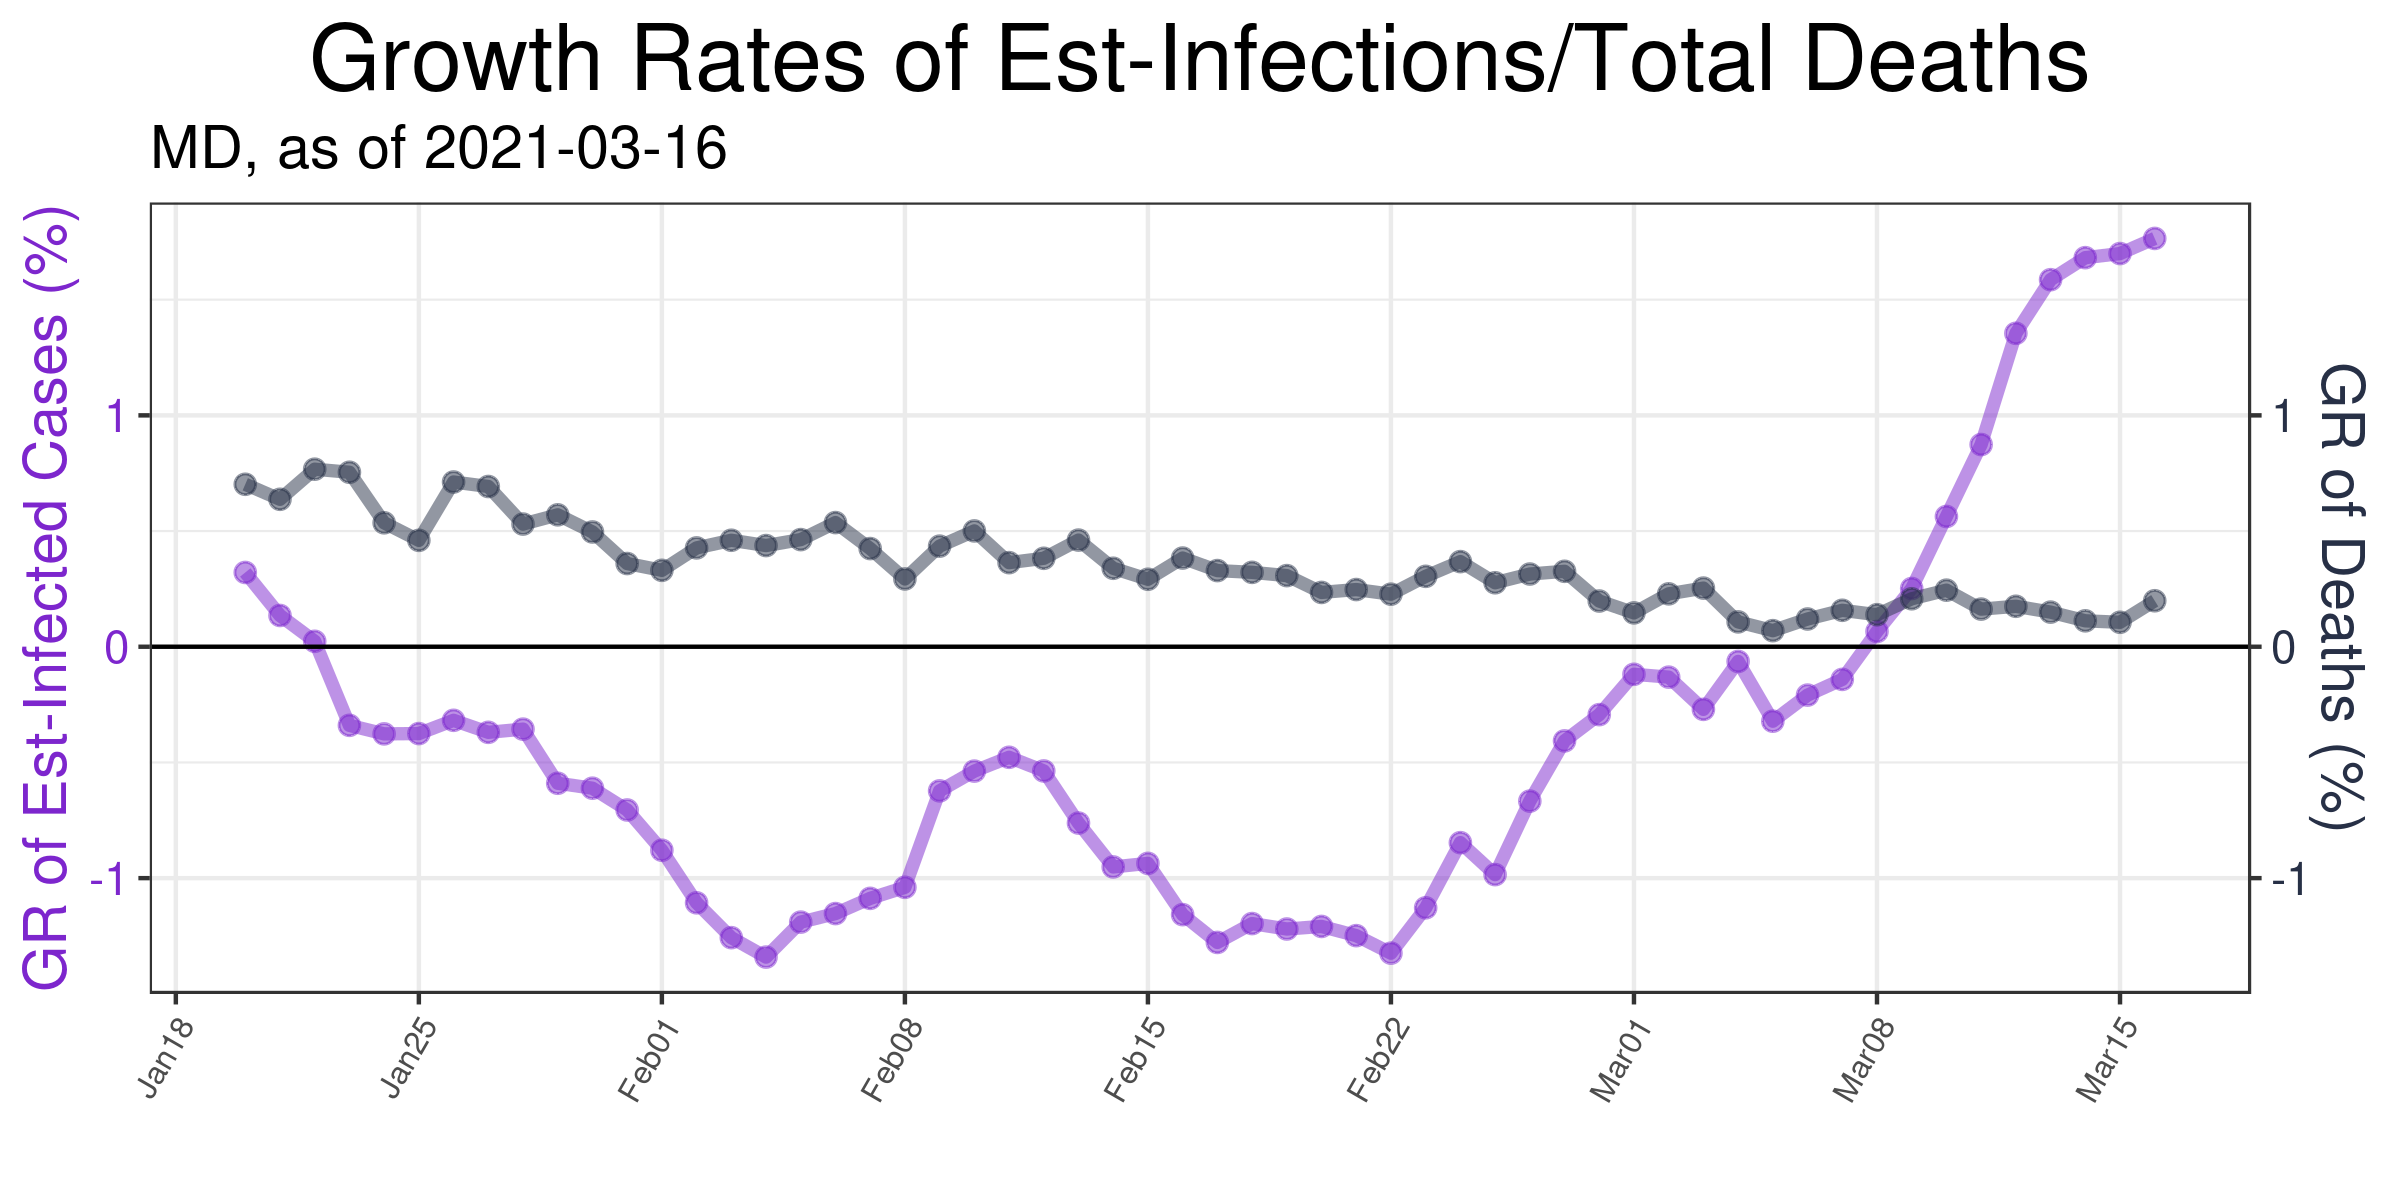 Growth Rates of Est-Infections/Total Deaths
MD, as of 2021-03-16
GR of Est-Infected Cases (%)
1
0
-1
1
0
-1
GR of Deaths (%)
Jan18
Jan25
Feb01
Feb08
Feb15
Feb22
Mar01
Mar08
Mar15